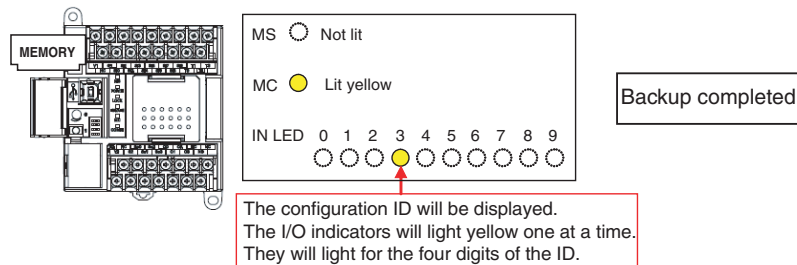 MEMORY
MS Not lit
MC Lit yellow
IN LED 0 1 2 3 4 5 6 7 8 9
Backup completed
The configuration ID will be displayed.
The I/O indicators will light yellow one at a time.
They will light for the four digits of the ID.